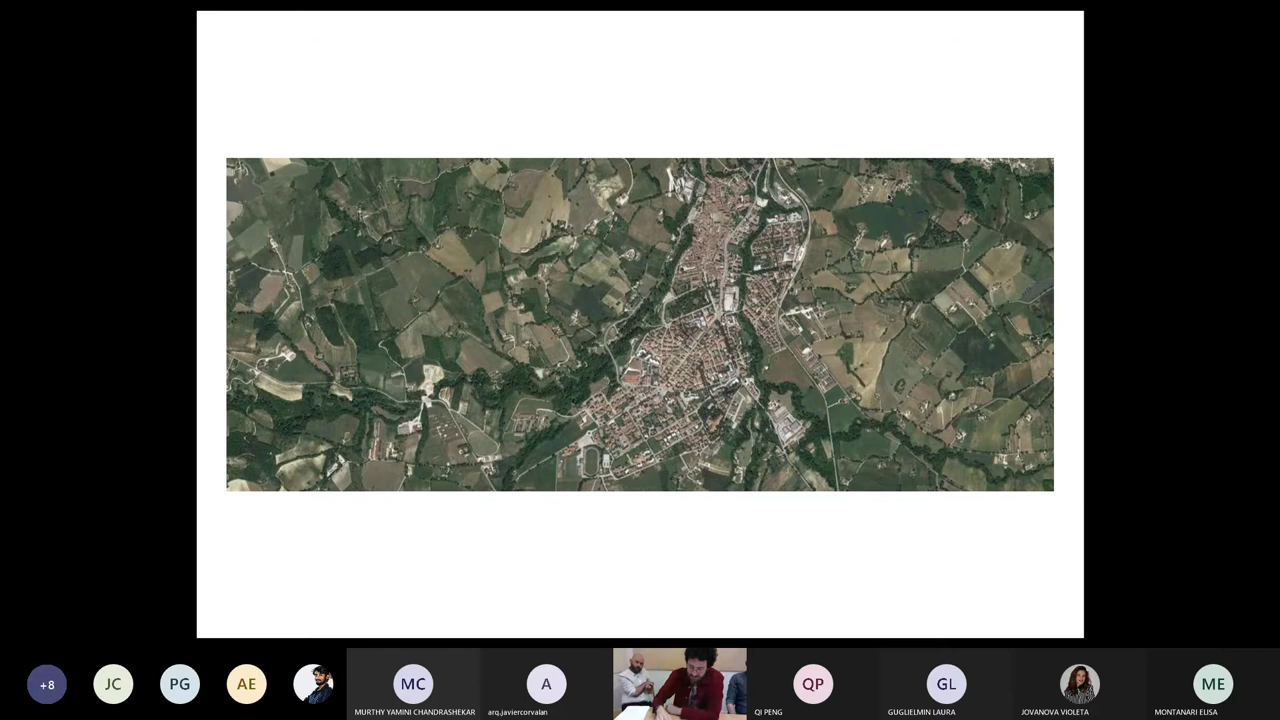 +8
JC
PG
AE
MC
MURTHY YAMINI CHANDRASHEKAR
A
arq.javiercorvalan
QP
QI PENG
GL
GUGLIELMIN LAURA
JOVANOVA VIOLETA
ME
MONTANARI ELISA